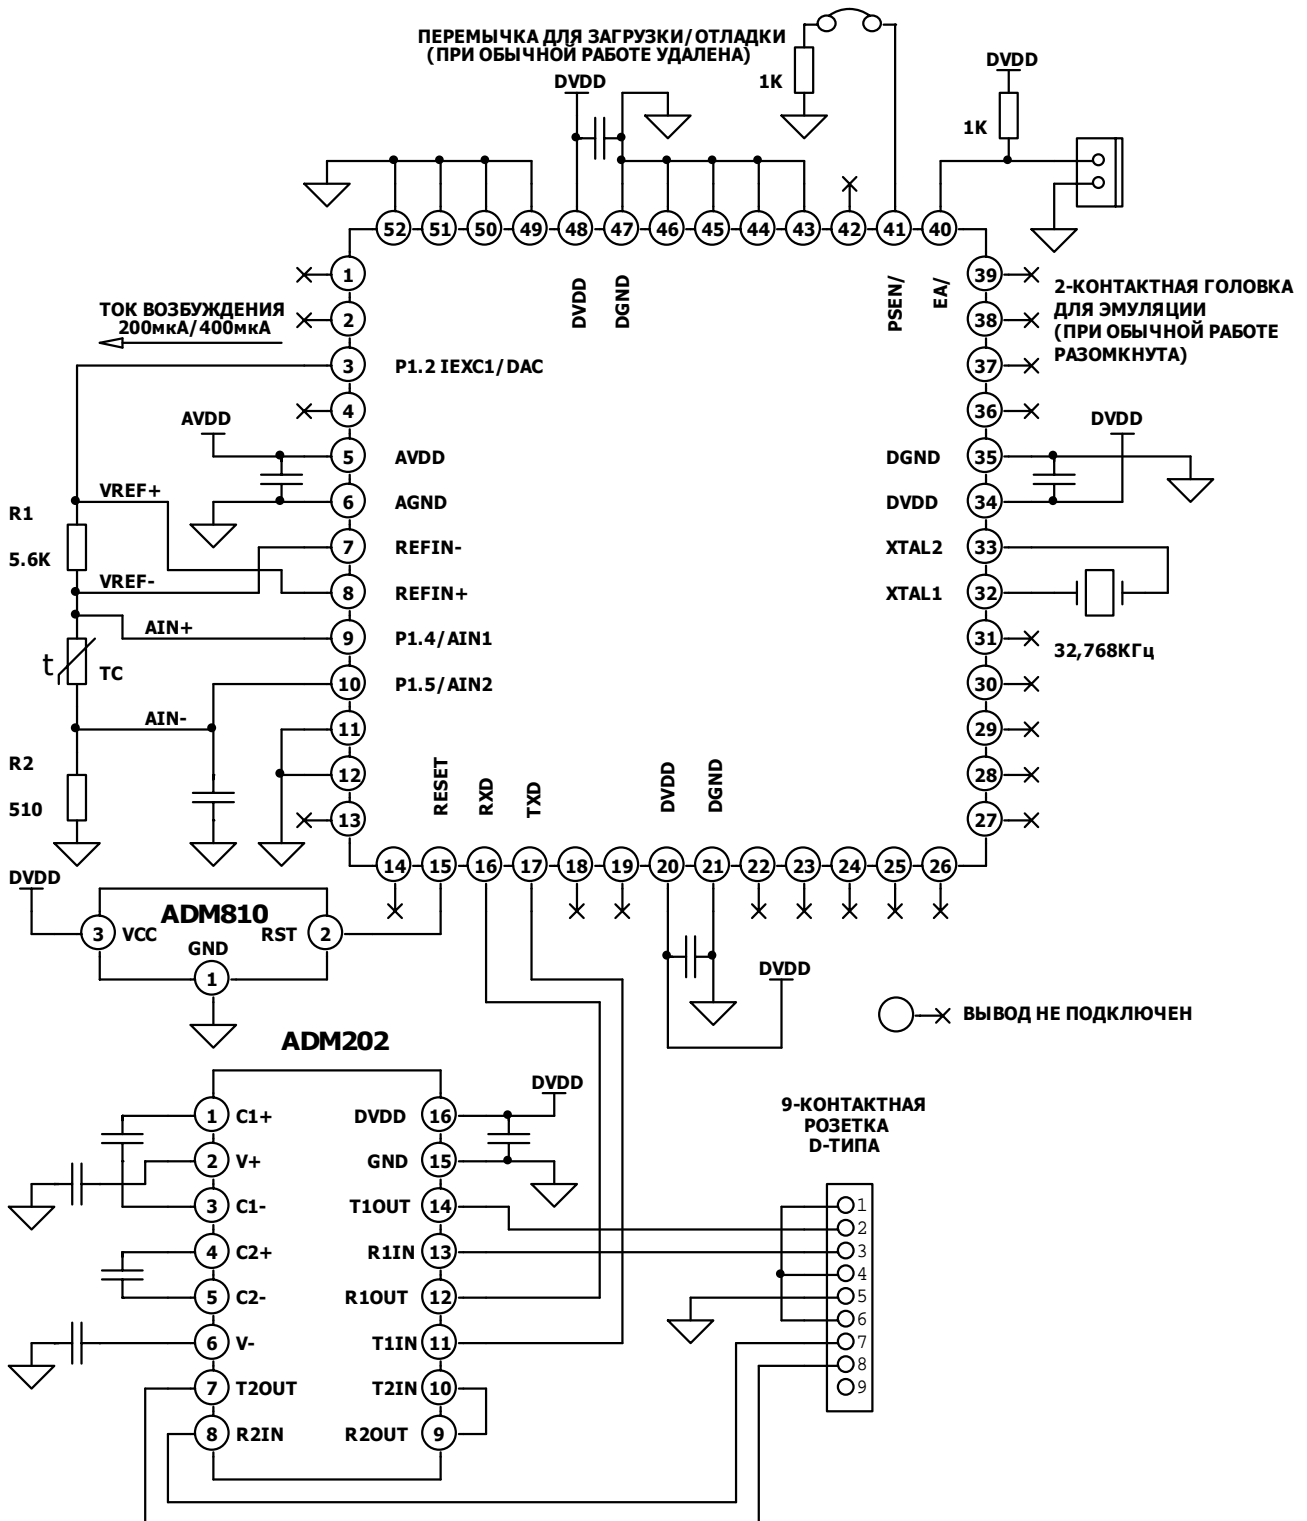 ПЕРЕМЫЧКА ДЛЯ ЗАГРУЗКИ/ОТЛАДКИ
(ПРИ ОБЫЧНОЙ РАБОТЕ УДАЛЕНА)
DVDD
1K
DVDD
1K
52 51 50 49 48 47 46 45 44 43 42 41 40
DVDD
DGND
PSEN/
EA/
2-КОНТАКТНАЯ ГОЛОВКА
ДЛЯ ЭМУЛЯЦИИ
(ПРИ ОБЫЧНОЙ РАБОТЕ
РАЗОМКНУТА)
ТОК ВОЗБУЖДЕНИЯ
200мкА/400мкА
1
2
3 P1.2 IEXC1/DAC
4
AVDD
5 AVDD
6 AGND
7 REFIN-
8 REFIN+
9 P1.4/AIN1
10 P1.5/AIN2
11
12
13
VREF+
R1
5.6K
VREF-
AIN+
t
TC
AIN-
R2
510
39
38
37
36
DVDD
DGND 35
DVDD 34
XTAL2 33
XTAL1 32
31
32,768КГц
30
29
28
27
RESET
RXD
TXD
DVDD
DGND
14 15 16 17 18 19 20 21 22 23 24 25 26
DVDD
ADM810
3 VCC
RST 2
GND
1
DVDD
ВЫВОД НЕ ПОДКЛЮЧЕН
ADM202
DVDD
1 C1+
2 V+
3 C1-
4 C2+
5 C2-
6 V-
7 T2OUT
8 R2IN
DVDD 16
GND 15
T1OUT 14
R1IN 13
R1OUT 12
T1IN 11
T2IN 10
R2OUT 9
9-КОНТАКТНАЯ
РОЗЕТКА
D-ТИПА
1
2
3
4
5
6
7
8
9